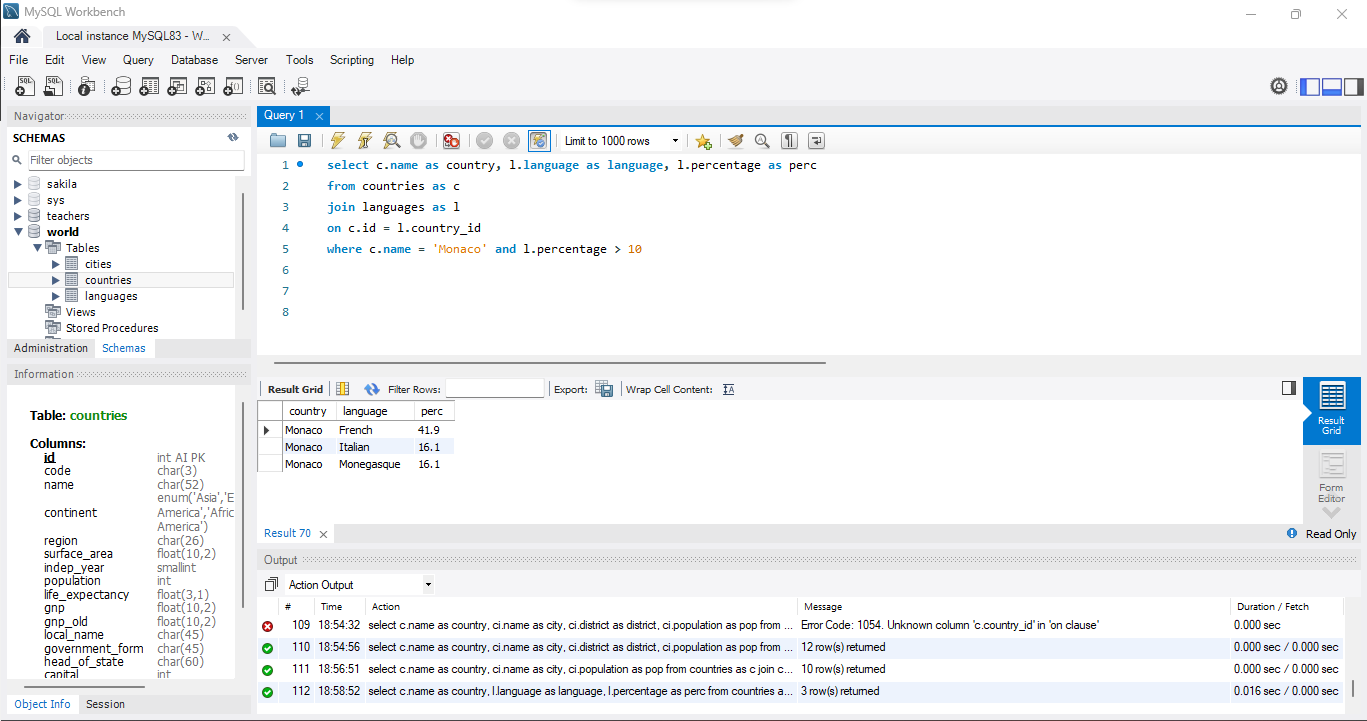 MySQL Workbench
Local instance MySQL83 - W...
File Edit View Query Database Server Tools Scripting Help
Navigator
SCHEMAS
Filter objects
sakila
sys
teachers
world
Tables
cities
countries
languages
Views
Stored Procedures
Administration Schemas
Information
Table: countries
Columns:
id int AI PK
code char(3)
name char(52)
enum('Asia','E
continent America','Afric
America')
region char(26)
surface_area float(10,2)
indep_year smallint
population int
life_expectancy float(3,1)
gnp float(10,2)
gnp_old float(10,2)
local_name char(45)
government_form char(45)
head_of_state char(60)
capital int
Object Info Session
Query 1
Limit to 1000 rows
1 select c.name as country, l.language as language, l.percentage as perc
2 from countries as c
3 join languages as l
4 on c.id = l.country_id
5 where c.name = 'Monaco' and l.percentage > 10
6
7
8
Result Grid Filter Rows: Export: Wrap Cell Content:
country language perc
Monaco French 41.9
Monaco Italian 16.1
Monaco Monegasque 16.1
Result Grid
Form Editor
Result 70
Read Only
Output
Action Output
# Time Action Message Duration / Fetch
109 18:54:32 select c.name as country, ci.name as city, ci.district as district, ci.population as pop from ... Error Code: 1054. Unknown column 'c.country_id' in 'on clause' 0.000 sec
110 18:54:56 select c.name as country, ci.name as city, ci.district as district, ci.population as pop from ... 12 row(s) returned 0.000 sec / 0.000 sec
111 18:56:51 select c.name as country, ci.name as city, ci.population as pop from countries as c join c... 10 row(s) returned 0.000 sec / 0.000 sec
112 18:58:52 select c.name as country, l.language as language, l.percentage as perc from countries a... 3 row(s) returned 0.016 sec / 0.000 sec